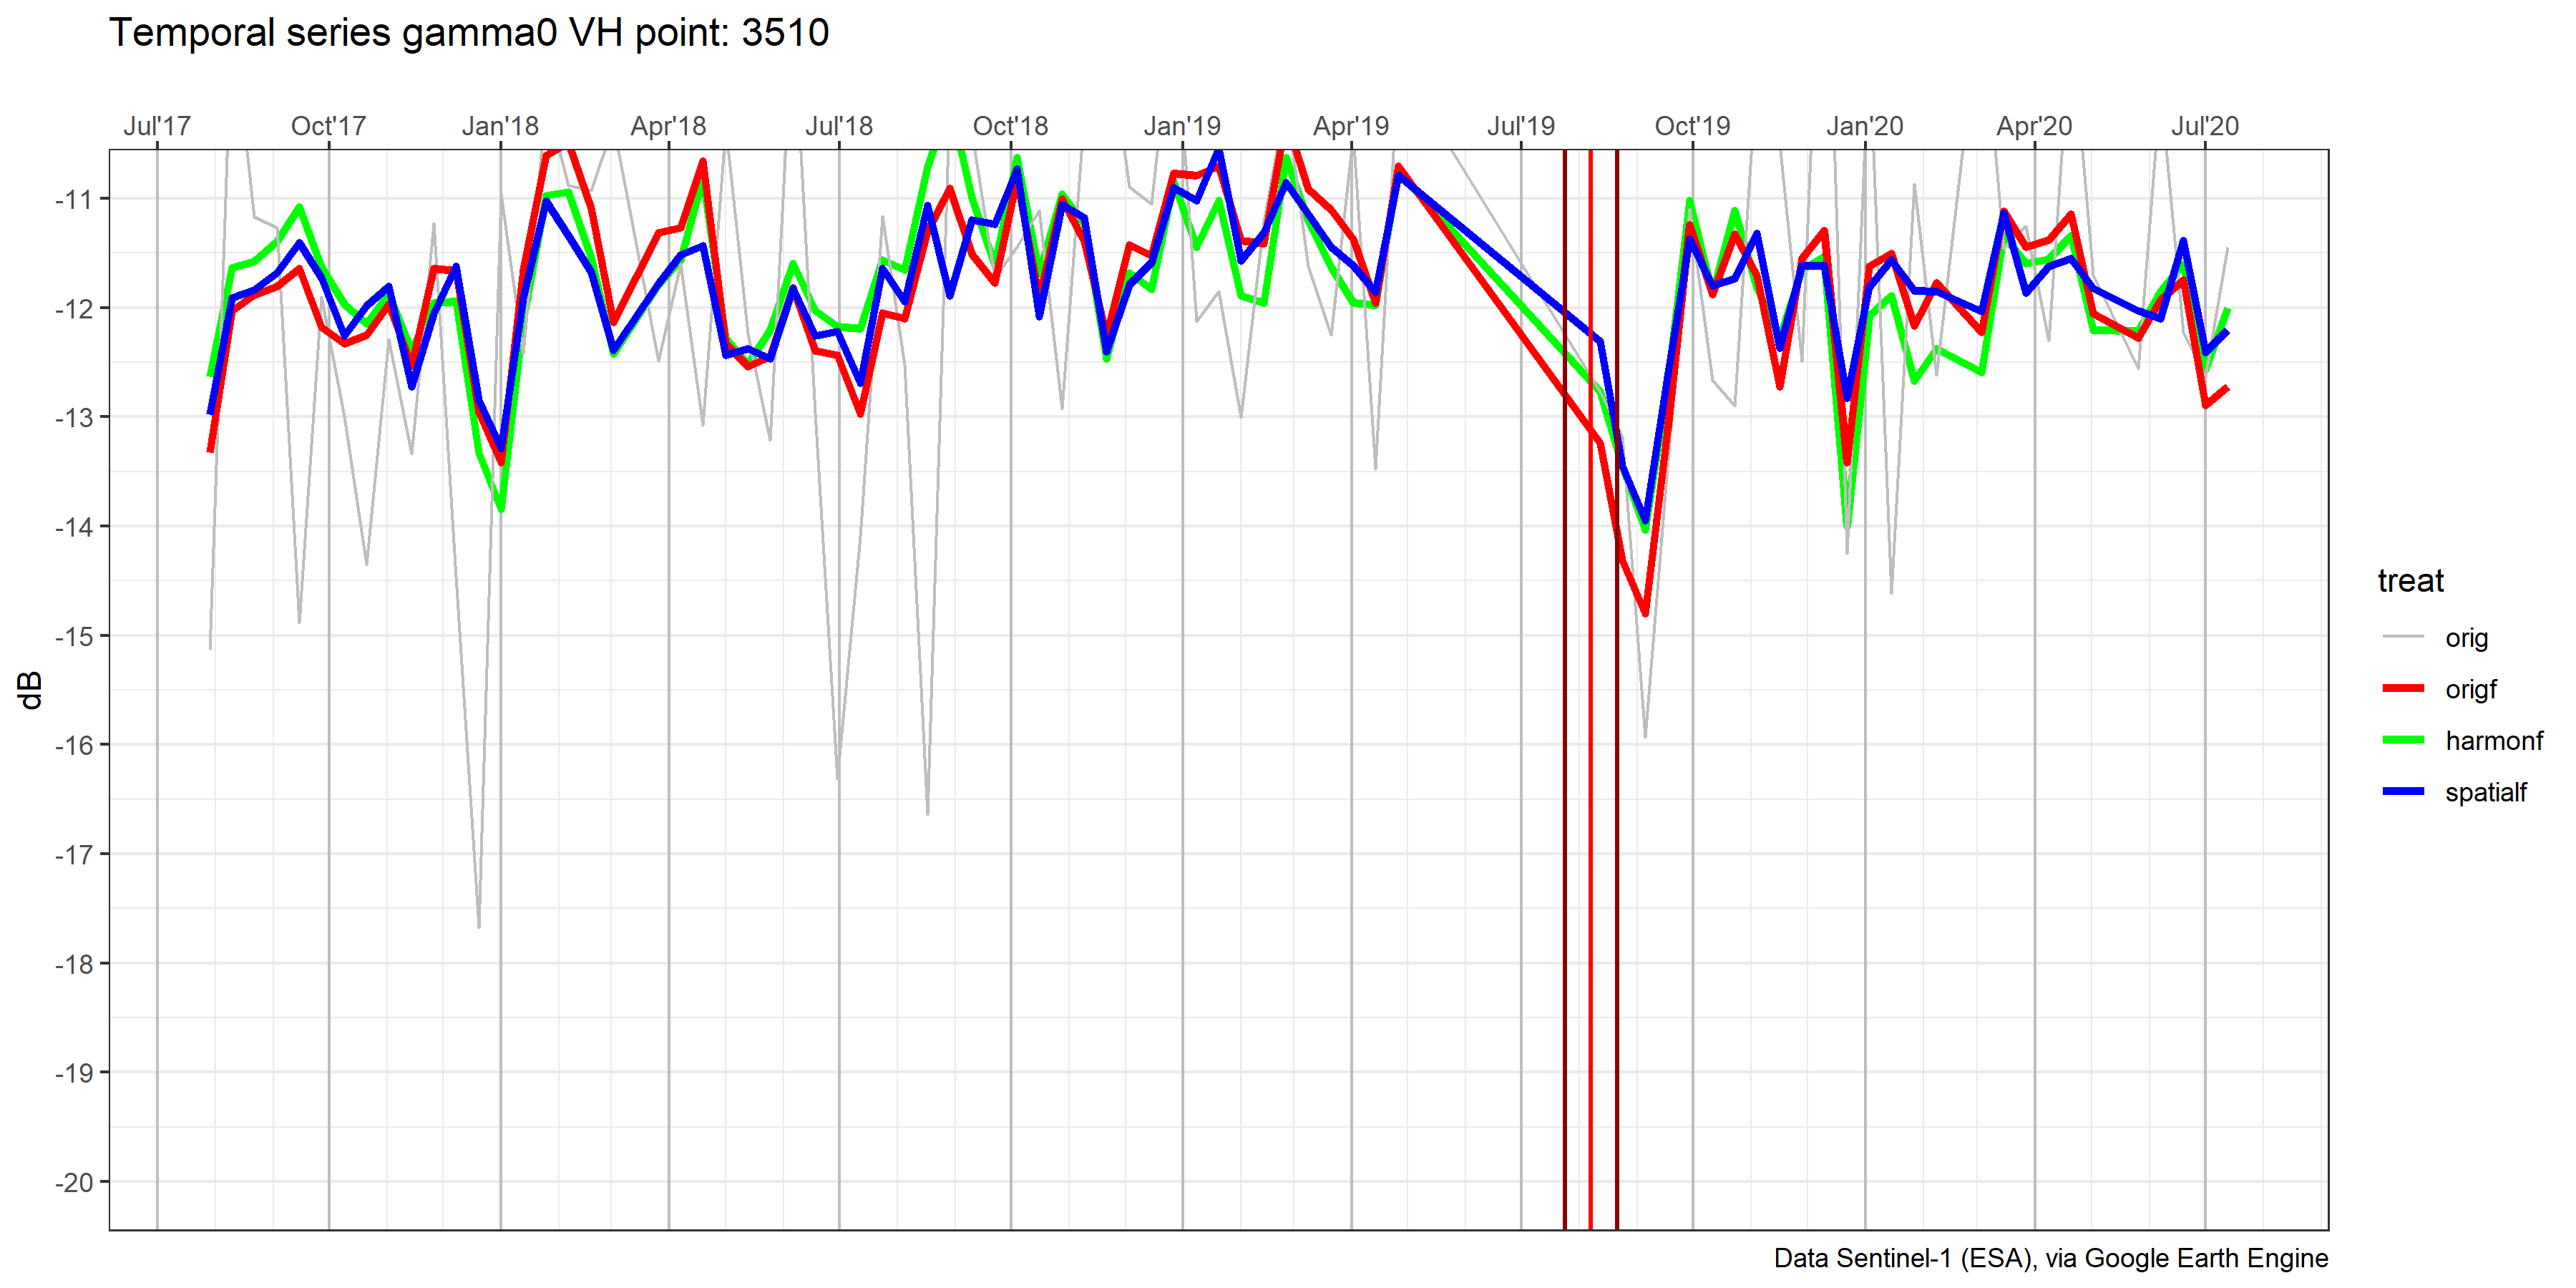 Temporal series gamma0 VH point: 3510
Jul'17 Oct'17 Jan'18 Apr'18 Jul'18 Oct'18 Jan'19 Apr'19 Jul'19 Oct'19 Jan'20 Apr'20 Jul'20
-11
-12
-13
-14
-15
-16
-17
-18
-19
-20
dB
treat
orig
origf
harmonf
spatialf
Data Sentinel-1 (ESA), via Google Earth Engine